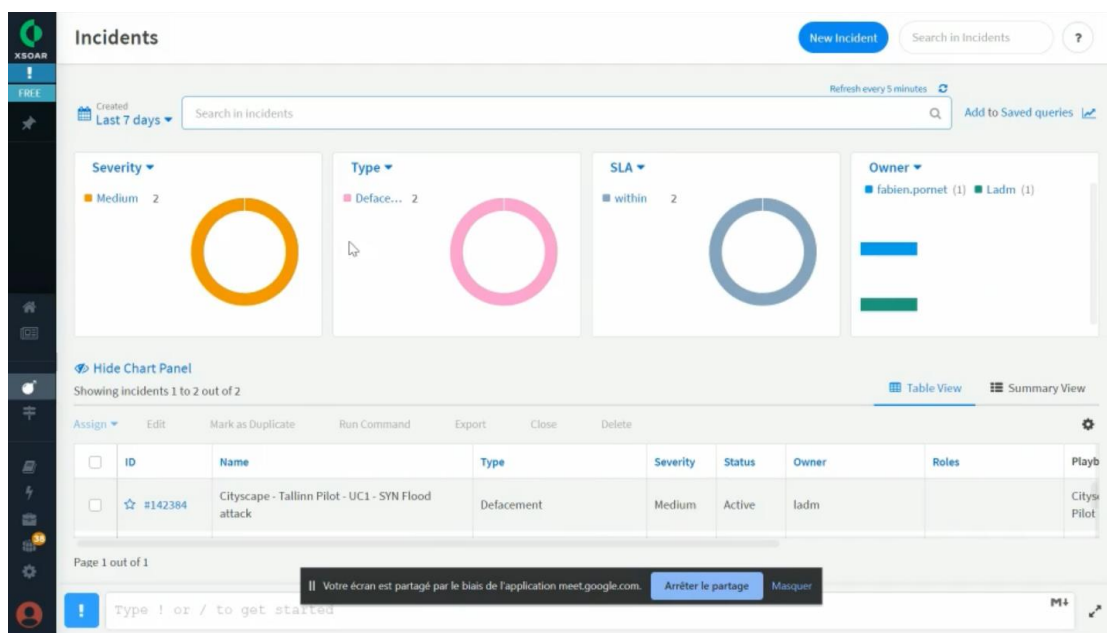 XSOAR
!
FREE
38
Incidents
New Incident
Search in Incidents
?
Refresh every 5 minutes
Created
Last 7 days
Search in incidents
Add to Saved queries
Severity
Medium 2
Type
Deface... 2
SLA
within 2
Owner
fabien.pornet (1) Ladm (1)
Hide Chart Panel
Showing incidents 1 to 2 out of 2
Table View
Summary View
Assign Edit Mark as Duplicate Run Command Export Close Delete
ID Name Type Severity Status Owner Roles Playb
#142384 Cityscape - Tallinn Pilot - UC1 - SYN Flood Defacement Medium Active ladm Citys
attack Pilot
Page 1 out of 1
Votre écran est partagé par le biais de l'application meet.google.com. Arrêter le partage Masquer
! Type ! or / to get started
M↓